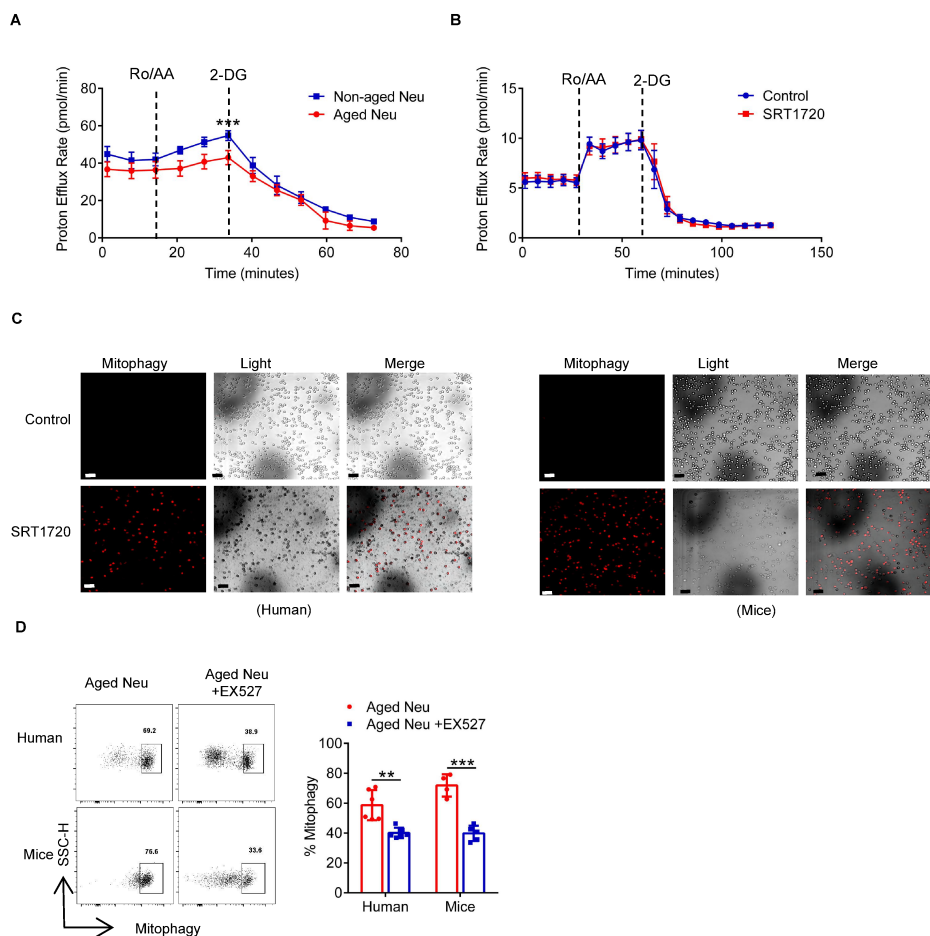 A
Ro/AA
2-DG
Non-aged Neu
Aged Neu
***
Proton Efflux Rate (pmol/min)
80
60
40
20
0
0
20
40
60
80
Time (minutes)
B
Ro/AA
2-DG
Control
SRT1720
Proton Efflux Rate (pmol/min)
15
10
5
0
0
50
100
150
Time (minutes)
C
Mitophagy
Light
Merge
Mitophagy
Light
Merge
Control
SRT1720
(Human)
(Mice)
D
Aged Neu
Aged Neu
+EX527
Human
69.2
38.9
Mice
76.6
33.6
SSC-H
Mitophagy
Aged Neu
Aged Neu +EX527
% Mitophagy
100
80
60
40
20
0
**
***
Human
Mice